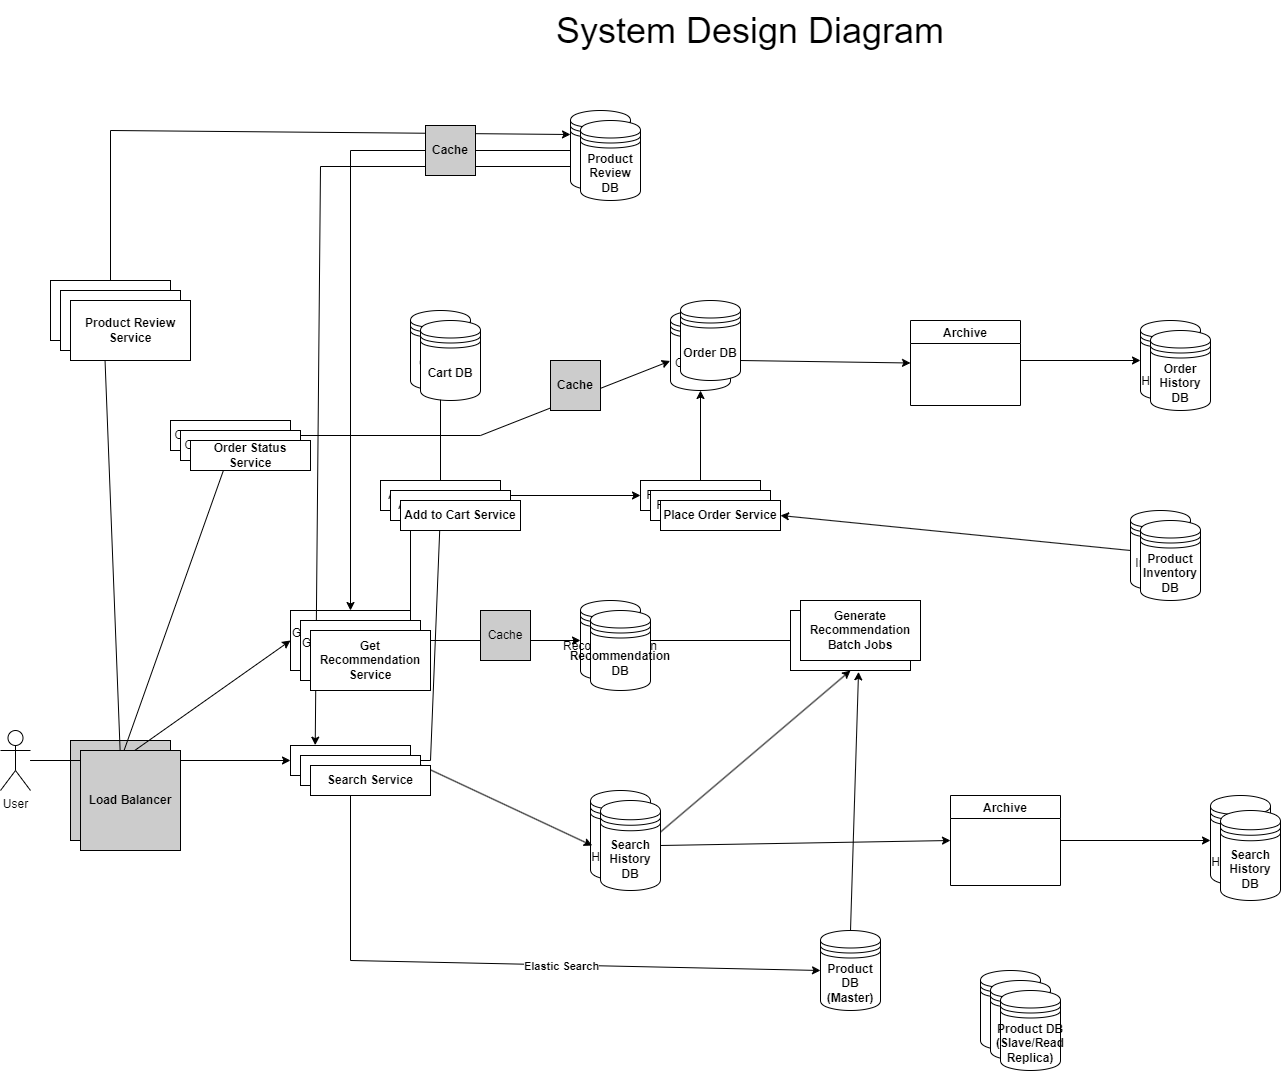 System Design Diagram
Cache
Product
Review
DB
Product Review
Service
Cart DB
Order DB
Archive
Order
History
DB
Cache
Order Status
Service
Add to Cart Service
Place Order Service
Product
Inventory
DB
Get
Recommendation
Service
Cache
Recommendation
DB
Generate
Recommendation
Batch Jobs
User
Load Balancer
Search Service
Search
History
DB
Archive
Search
History
DB
Elastic Search
Product
DB
(Master)
Product DB
(Slave/Read
Replica)